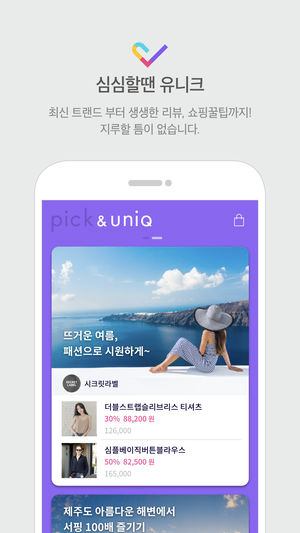 심심할땐 유니크
최신 트랜드 부터 생생한 리뷰, 쇼핑꿀팁까지!
지루할 틈이 없습니다.
pick & uniQ
뜨거운 여름,
패션으로 시원하게~
SECRET LABEL
시크릿라벨
더블스트랩슬리브리스 티셔츠
30% 88,200 원
126,000
심플베이직버튼블라우스
50% 82,500 원
165,000
제주도 아름다운 해변에서
서핑 100배 즐기기